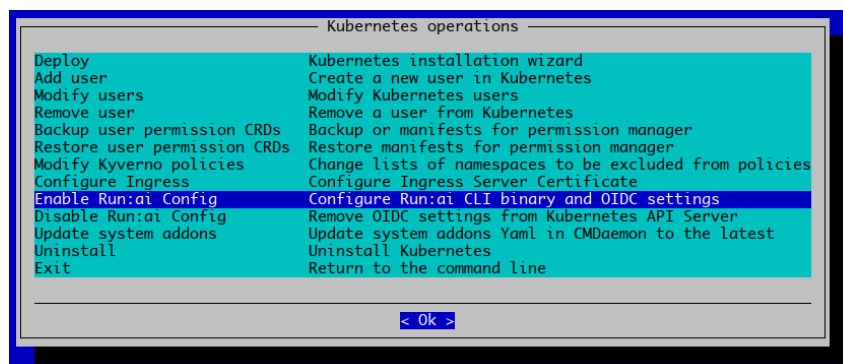 Kubernetes operations
Deploy Kubernetes installation wizard
Add user Create a new user in Kubernetes
Modify users Modify Kubernetes users
Remove user Remove a user from Kubernetes
Backup user permission CRDs Backup or manifests for permission manager
Restore user permission CRDs Restore manifests for permission manager
Modify Kyverno policies Change lists of namespaces to be excluded from policies
Configure Ingress Configure Ingress Server Certificate
Enable Run:ai Config Configure Run:ai CLI binary and OIDC settings
Disable Run:ai Config Remove OIDC settings from Kubernetes API Server
Update system addons Update system addons Yaml in CMDaemon to the latest
Uninstall Uninstall Kubernetes
Exit Return to the command line
< Ok >